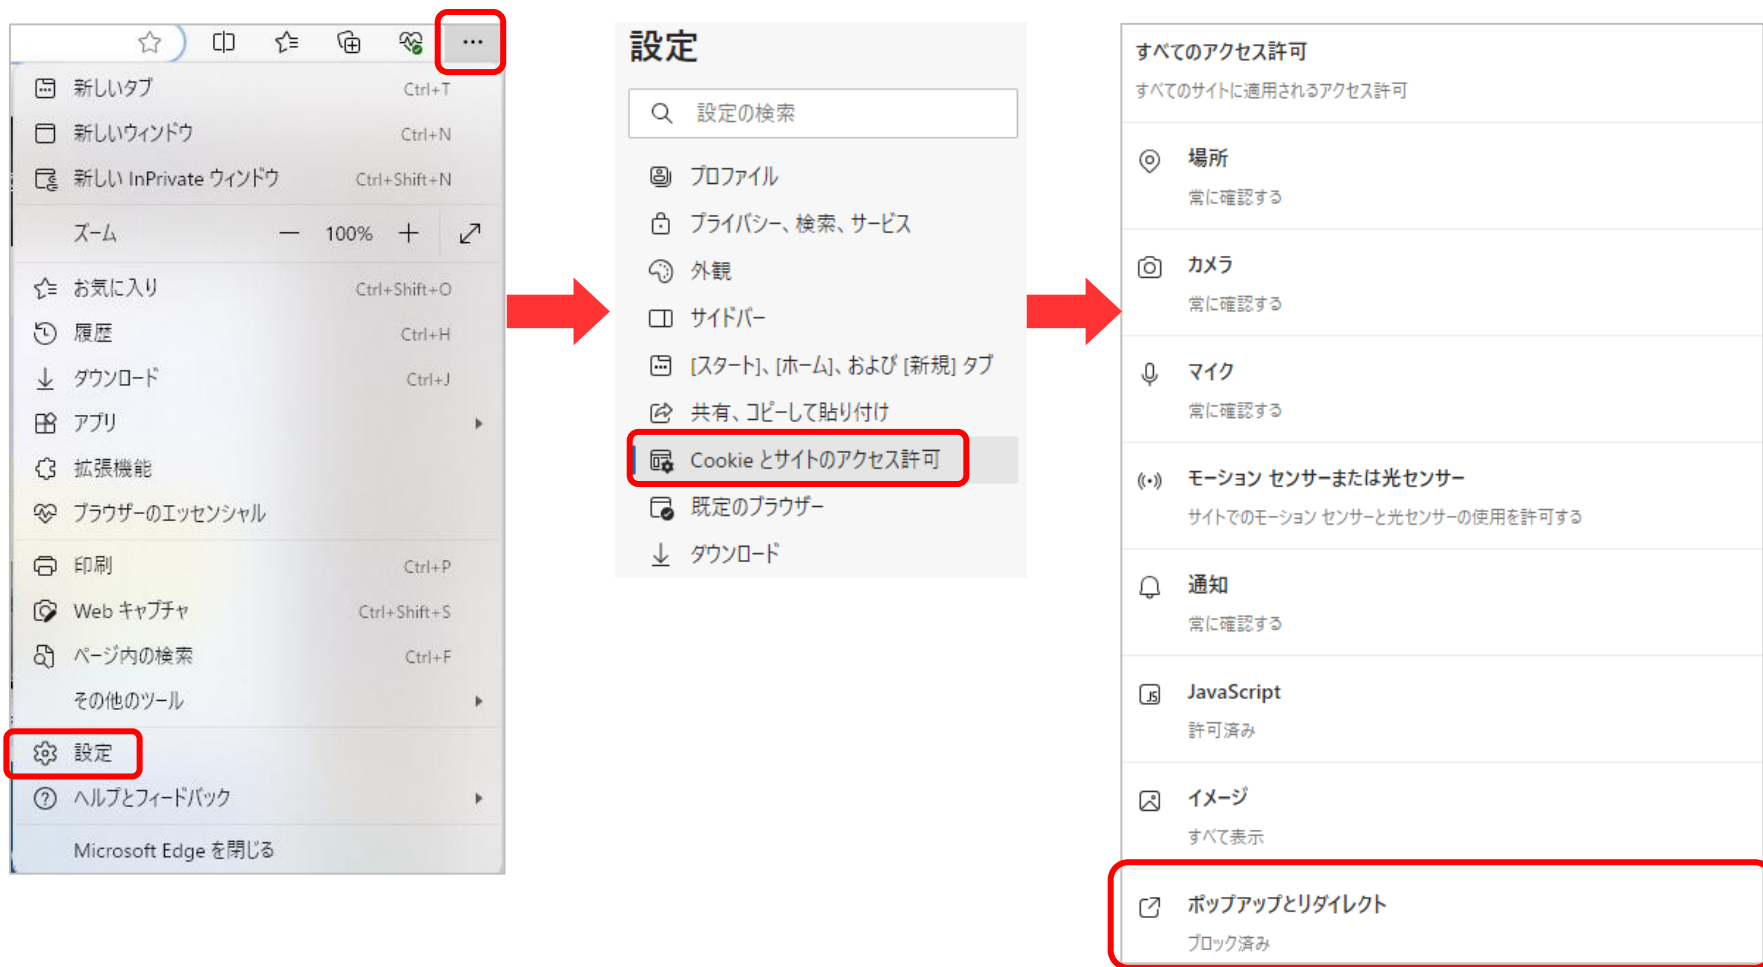 新しいタブ Ctrl+T
新しいウィンドウ Ctrl+N
新しい InPrivate ウィンドウ Ctrl+Shift+N
ズーム 100%
お気に入り Ctrl+Shift+O
履歴 Ctrl+H
ダウンロード Ctrl+J
アプリ
拡張機能
ブラウザーのエッセンシャル
印刷 Ctrl+P
Web キャプチャ Ctrl+Shift+S
ページ内の検索 Ctrl+F
その他のツール
設定
ヘルプとフィードバック
Microsoft Edge を閉じる
設定
設定の検索
プロファイル
プライバシー、検索、サービス
外観
サイドバー
[スタート]、[ホーム]、および [新規] タブ
共有、コピーして貼り付け
Cookie とサイトのアクセス許可
既定のブラウザー
ダウンロード
すべてのアクセス許可
すべてのサイトに適用されるアクセス許可
場所
常に確認する
カメラ
常に確認する
マイク
常に確認する
モーション センサーまたは光センサー
サイトでのモーション センサーと光センサーの使用を許可する
通知
常に確認する
JS
JavaScript
許可済み
イメージ
すべて表示
ポップアップとリダイレクト
ブロック済み